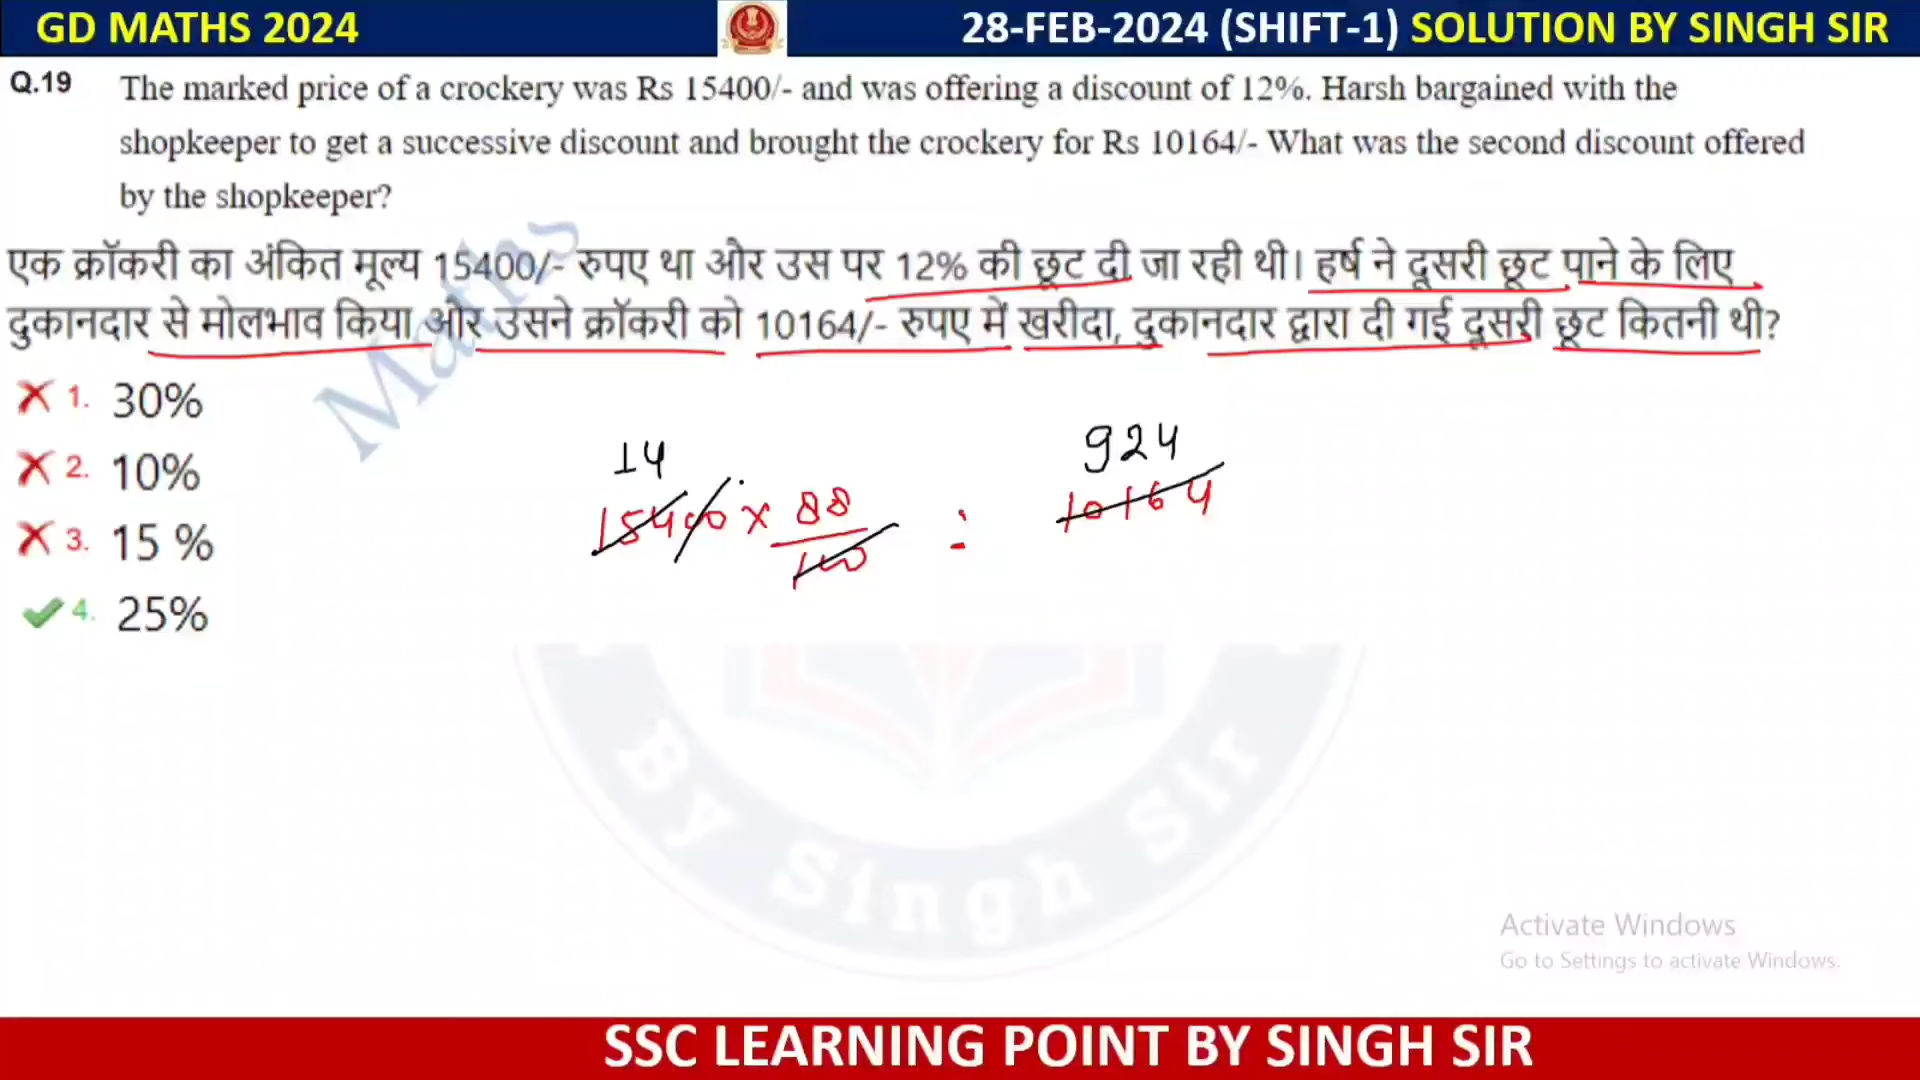 GD MATHS 2024
28-FEB-2024 (SHIFT-1) SOLUTION BY SINGH SIR
Q.19 The marked price of a crockery was Rs 15400/- and was offering a discount of 12%. Harsh bargained with the
shopkeeper to get a successive discount and brought the crockery for Rs 10164/- What was the second discount offered
by the shopkeeper?
एक क्रॉकरी का अंकित मूल्य 15400/- रुपए था और उस पर 12% की छूट दी जा रही थी। हर्ष ने दूसरी छूट पाने के लिए
दुकानदार से मोलभाव किया और उसने क्रॉकरी को 10164/- रुपए में खरीदा, दुकानदार द्वारा दी गई दूसरी छूट कितनी थी?
1. 30%
2. 10%
3. 15 %
4. 25%
14 924
15400 × 88 = 10164
100
Maths
By Singh Sir
Activate Windows
Go to Settings to activate Windows.
SSC LEARNING POINT BY SINGH SIR